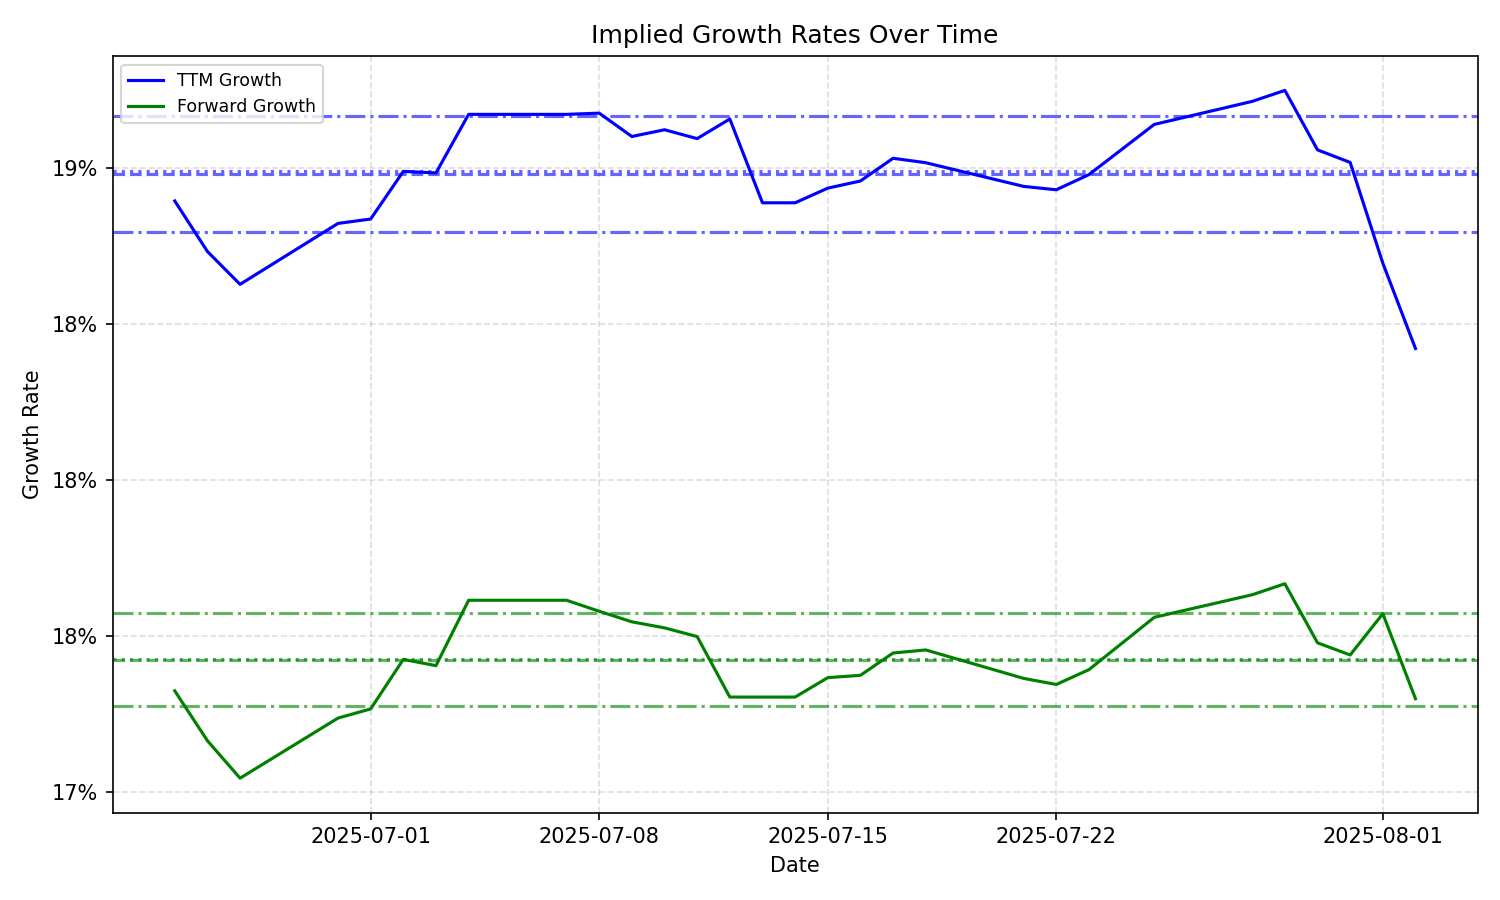 Implied Growth Rates Over Time
TTM Growth
Forward Growth
19%
18%
18%
18%
17%
Growth Rate
2025-07-01
2025-07-08
2025-07-15
2025-07-22
2025-08-01
Date